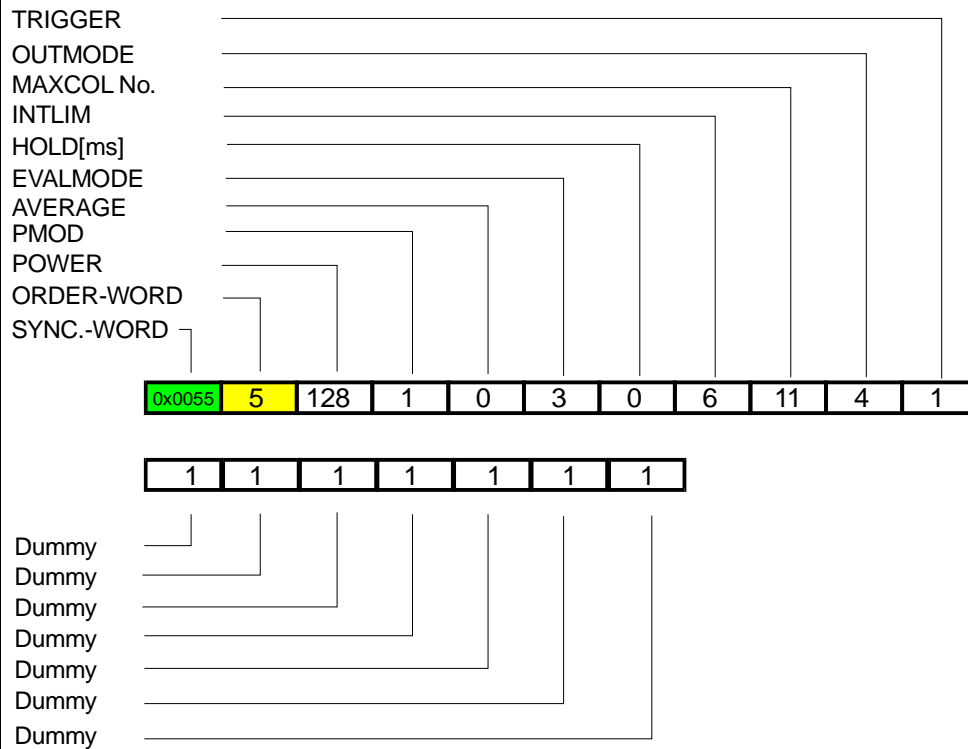 TRIGGER
OUTMODE
MAXCOL No.
INTLIM
HOLD[ms]
EVALMODE
AVERAGE
PMOD
POWER
ORDER-WORD
SYNC.-WORD
0x0055 5 128 1 0 3 0 6 11 4 1
1 1 1 1 1 1 1
Dummy
Dummy
Dummy
Dummy
Dummy
Dummy
Dummy